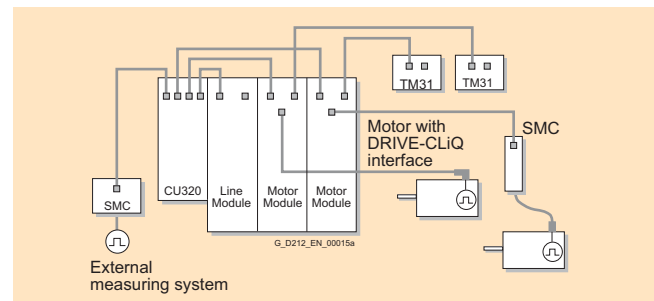 TM31
TM31
Motor with
DRIVE-CLiQ
interface
SMC
CU320
Line
Module
Motor
Module
Motor
Module
SMC
G_D212_EN_00015a
External
measuring system